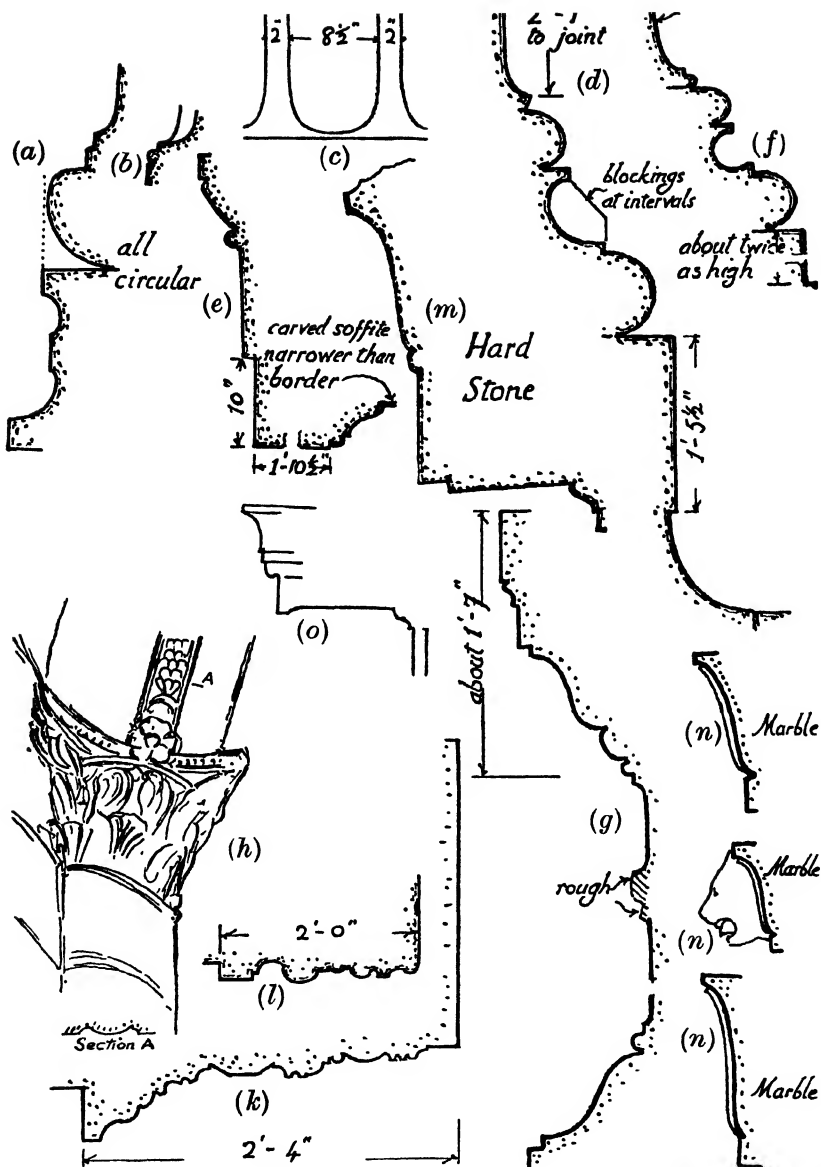 2" 8½" 2"
to joint
(d)
(a)
(b)
(c)
(f)
blockings
at intervals
all
circular
about twice
as high
(e)
(m)
carved soffite
narrower than
border
Hard
Stone
10"
1'-5½"
1'-10½"
(o)
about 1'-7"
A
(n)
Marble
(h)
(g)
Marble
rough
2'-0"
(n)
(l)
Section A
(n)
(k)
Marble
2'-4"